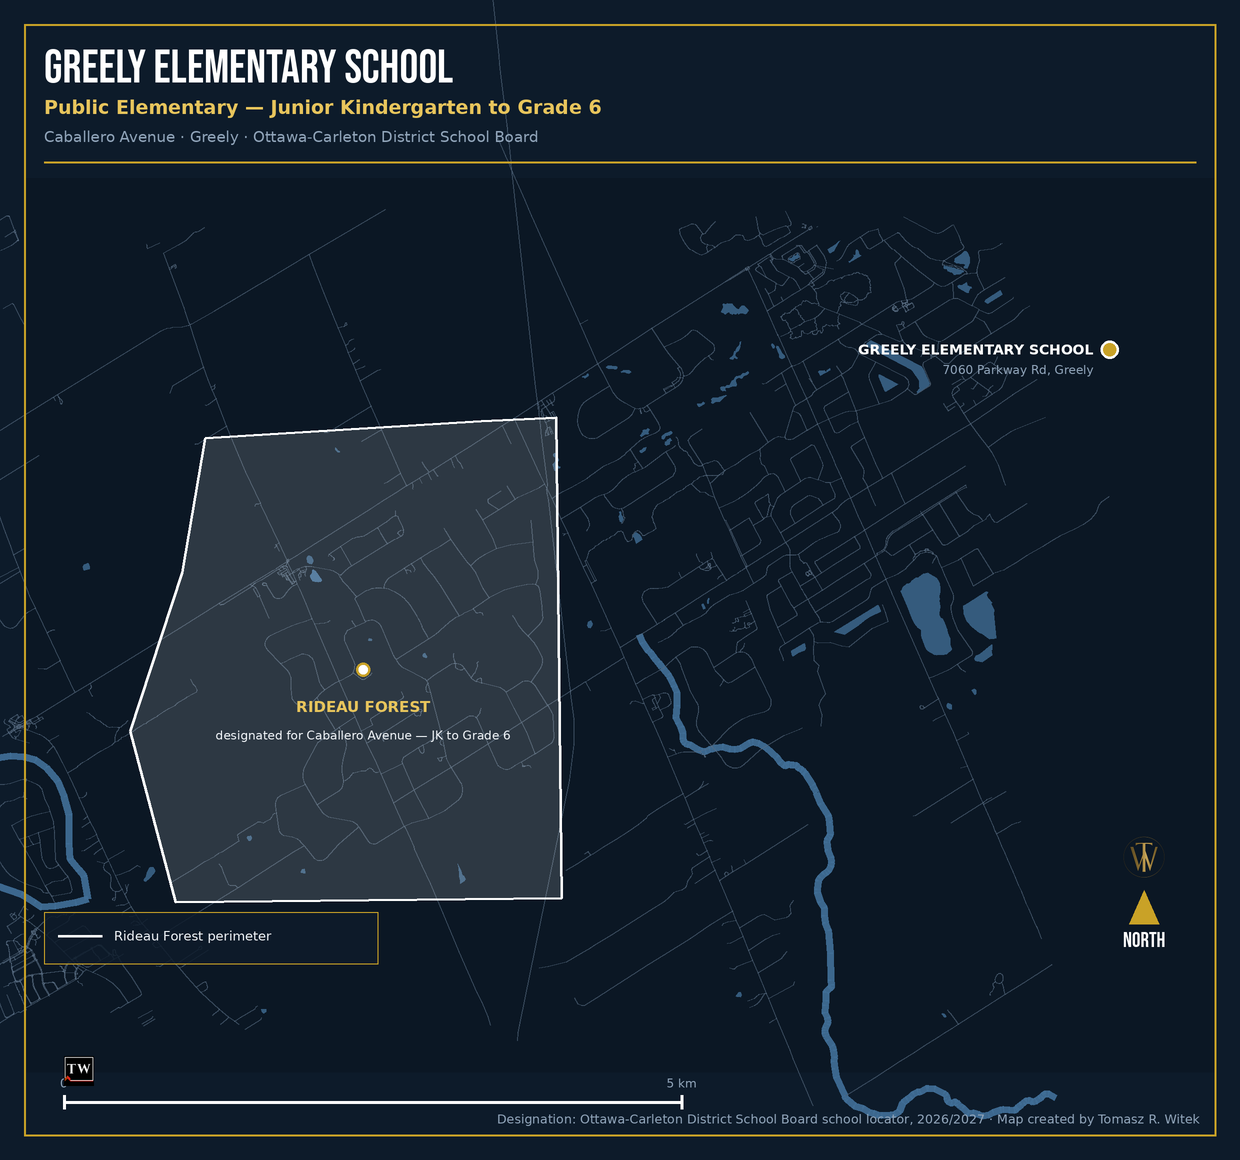 GREELY ELEMENTARY SCHOOL
Public Elementary — Junior Kindergarten to Grade 6
Caballero Avenue · Greely · Ottawa-Carleton District School Board
GREELY ELEMENTARY SCHOOL
7060 Parkway Rd, Greely
RIDEAU FOREST
designated for Caballero Avenue — JK to Grade 6
TW
NORTH
Rideau Forest perimeter
TW
5 km
Designation: Ottawa-Carleton District School Board school locator, 2026/2027 · Map created by Tomasz R. Witek